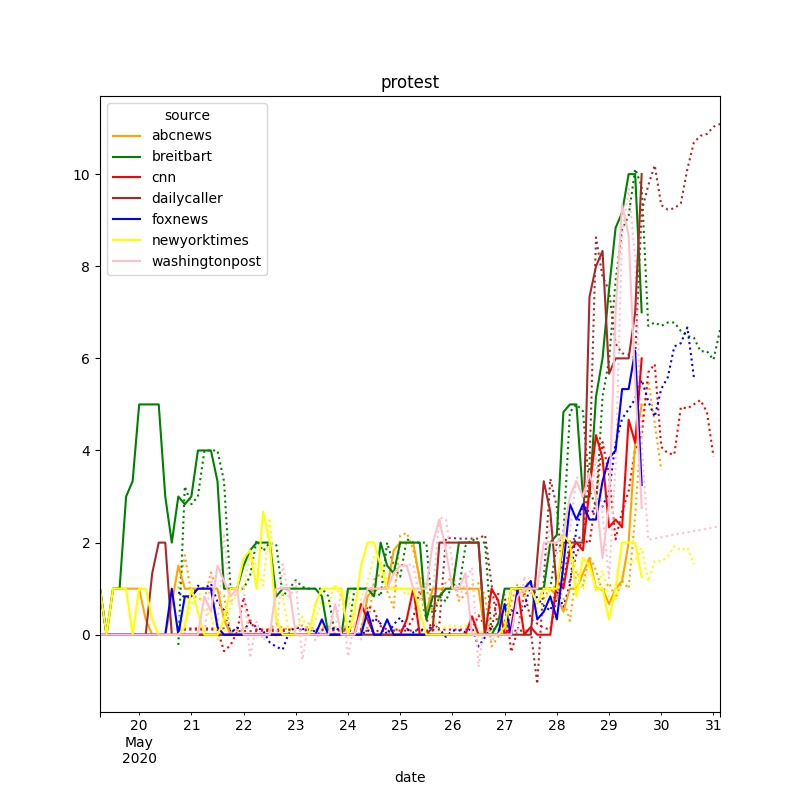 protest
source
abcnews
breitbart
cnn
dailycaller
foxnews
newyorktimes
washingtonpost
10
8
6
4
2
0
20 21 22 23 24 25 26 27 28 29 30 31
May
2020
date